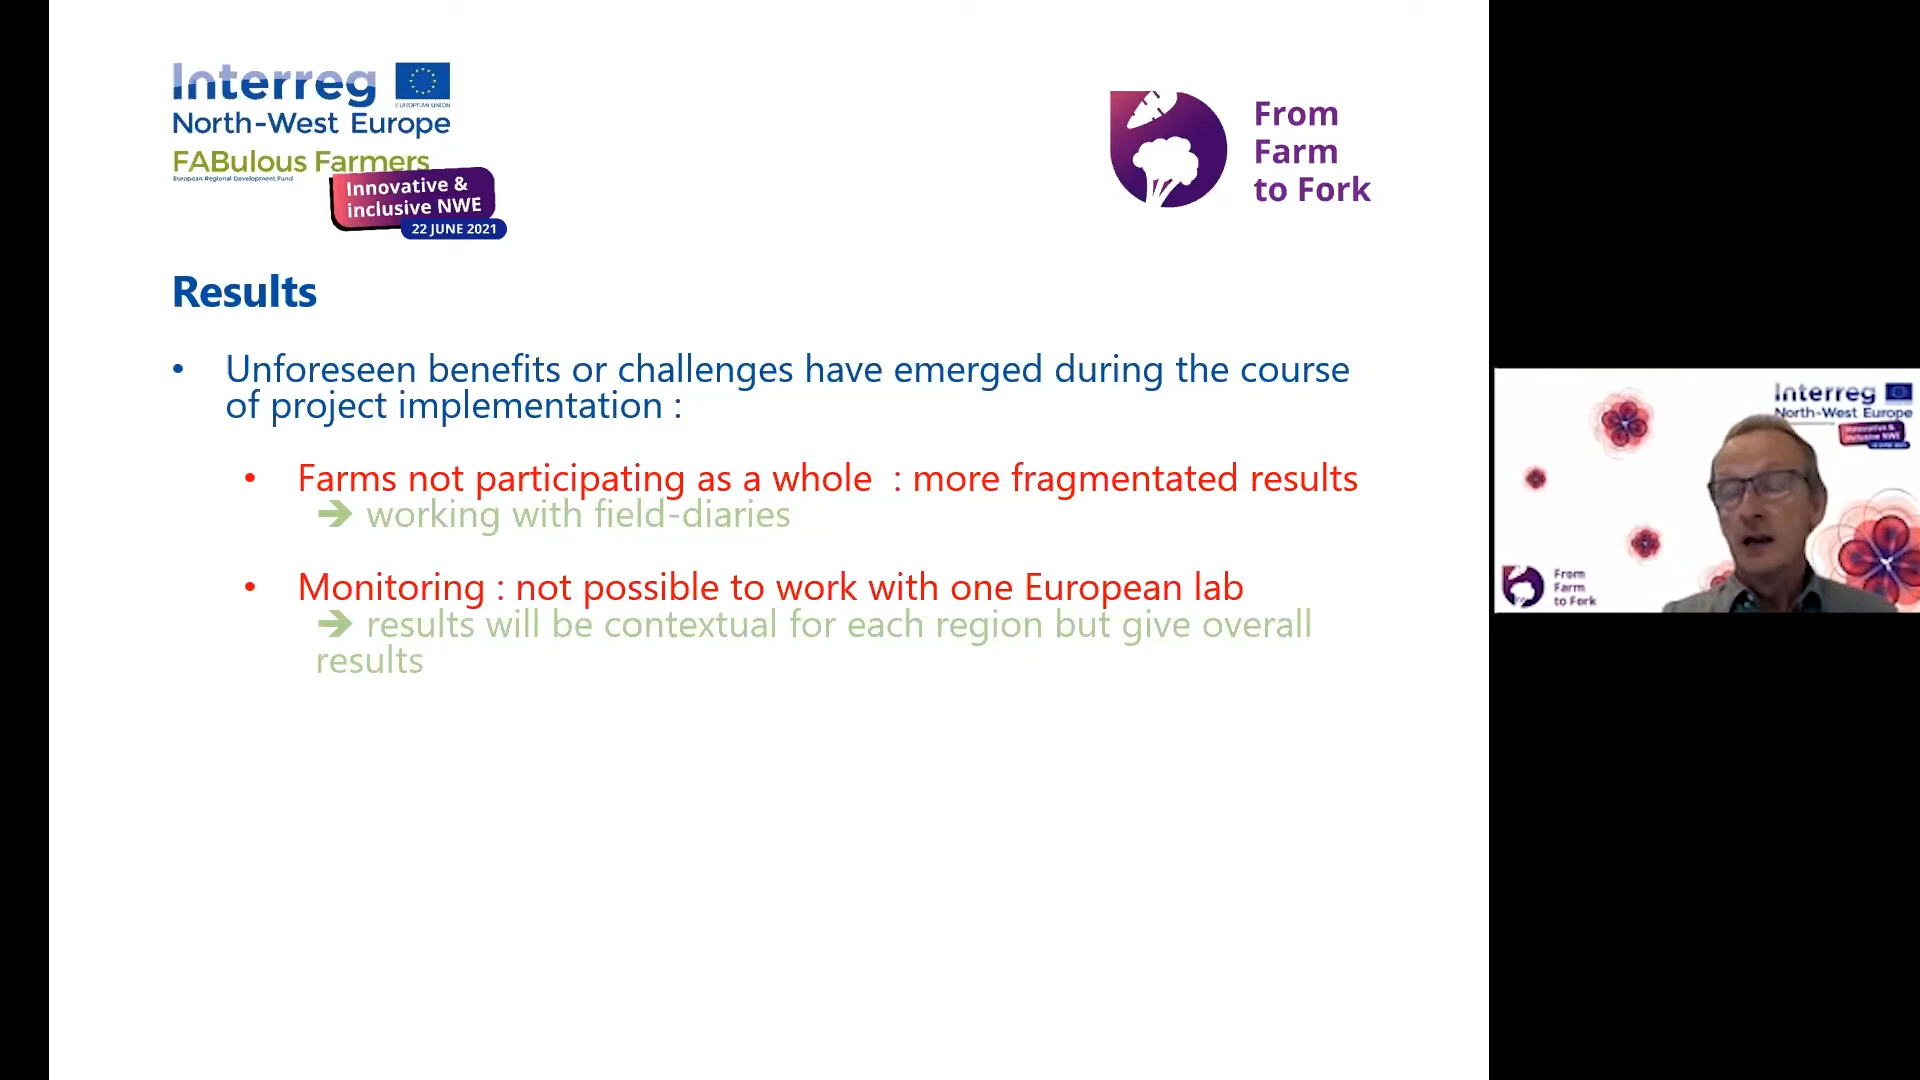 Interreg
EUROPEAN UNION
North-West Europe
FABulous Farmers
European Regional Development Fund
Innovative &
inclusive NWE
22 JUNE 2021
From
Farm
to Fork
Results
• Unforeseen benefits or challenges have emerged during the course
of project implementation :
• Farms not participating as a whole : more fragmentated results
➔ working with field-diaries
• Monitoring : not possible to work with one European lab
➔ results will be contextual for each region but give overall
results
Interreg
North-West Europe
Innovative &
inclusive NWE
From
Farm
to Fork